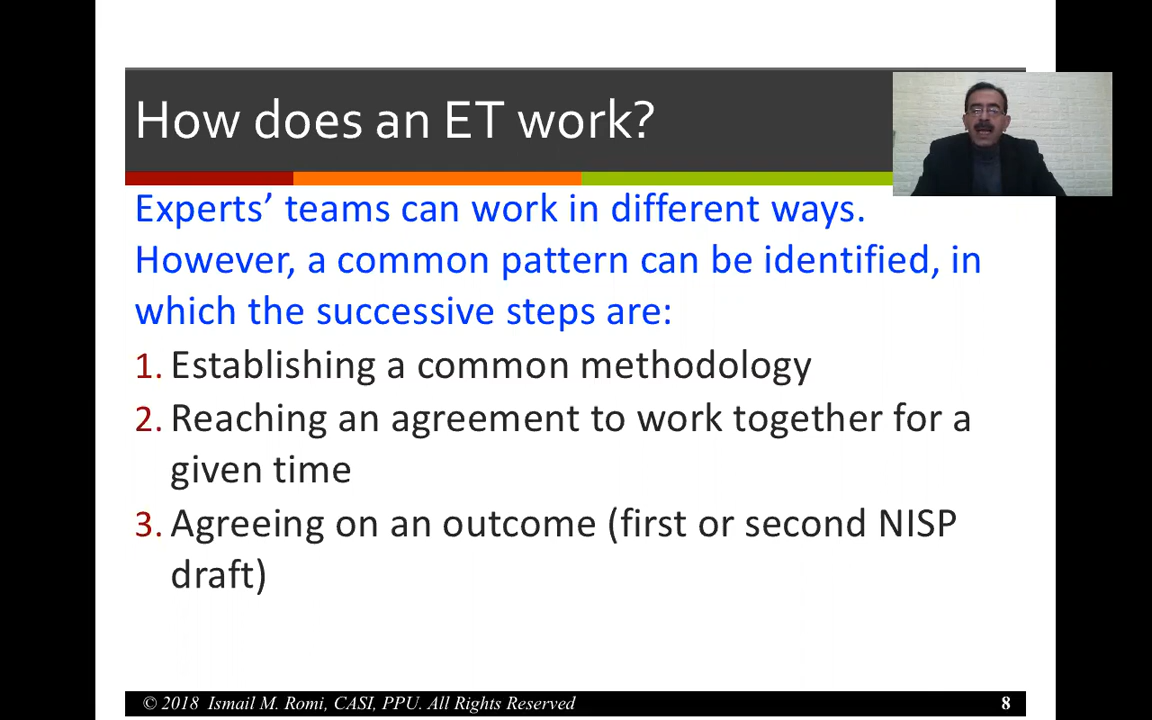 How does an ET work?
Experts’ teams can work in different ways.
However, a common pattern can be identified, in
which the successive steps are:
1. Establishing a common methodology
2. Reaching an agreement to work together for a
given time
3. Agreeing on an outcome (first or second NISP
draft)
© 2018 Ismail M. Romi, CASI, PPU. All Rights Reserved
8